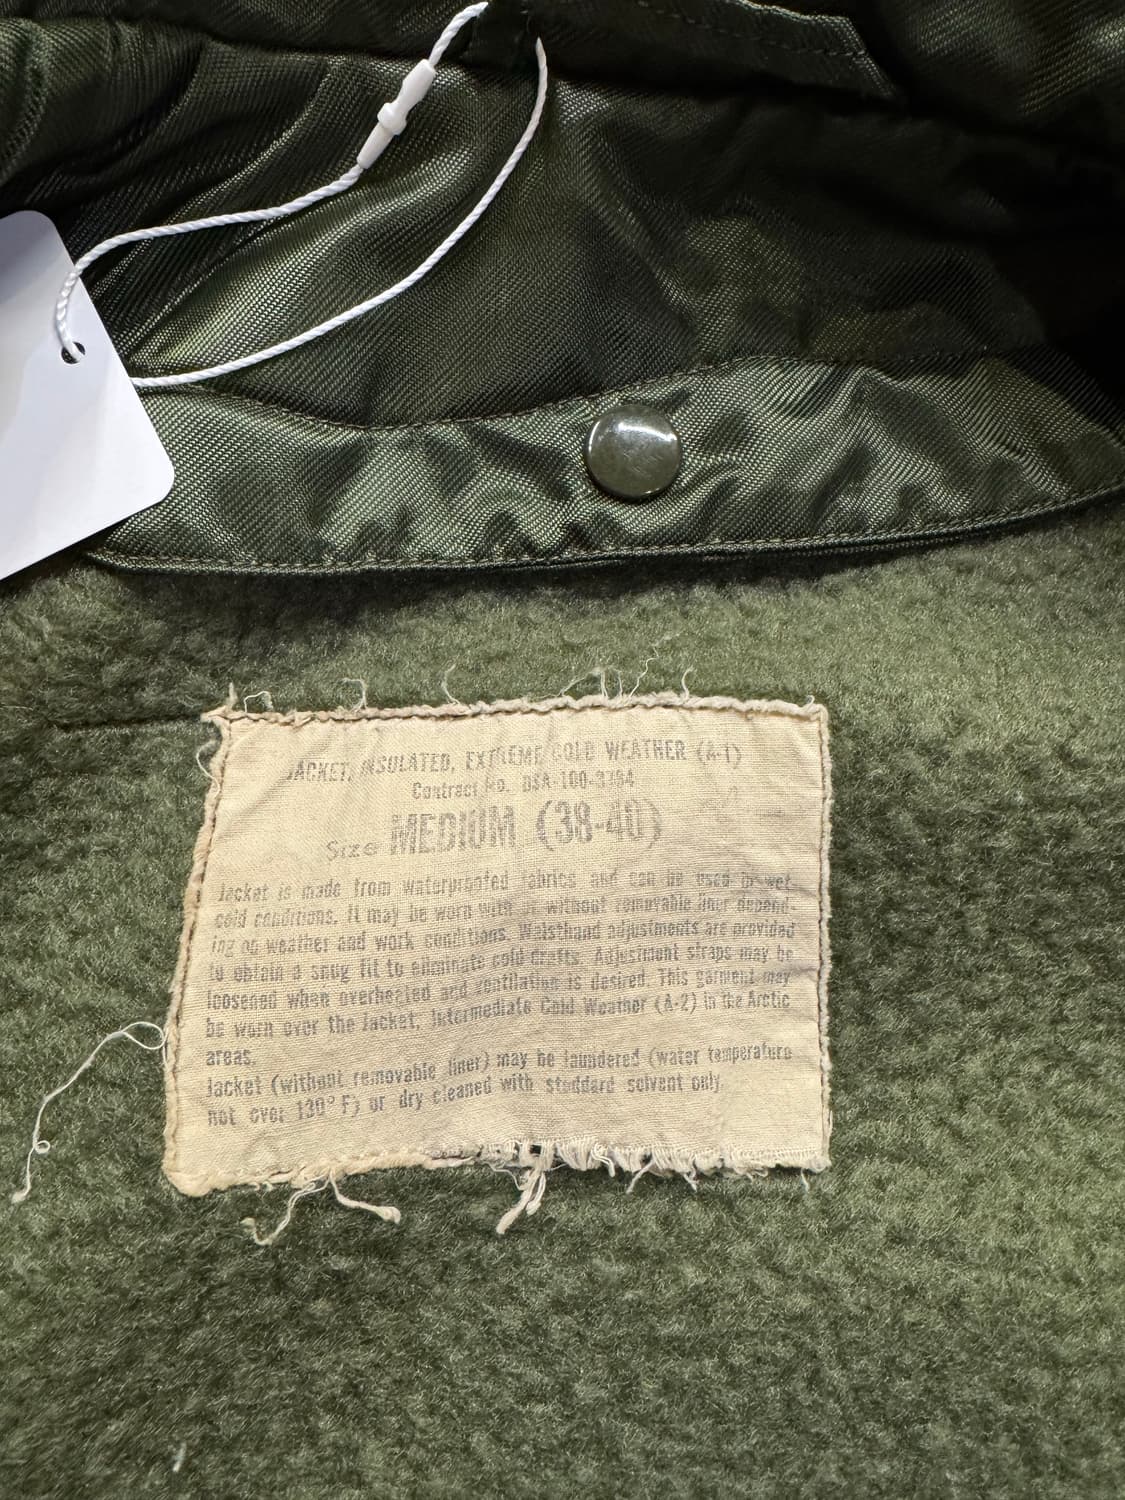 JACKET, INSULATED, EXTREME COLD WEATHER (A-1)
Contract No. DSA-100-3784
Size MEDIUM (38-40)
Jacket is made from waterproofed fabrics and can be used in wet-
cold conditions. It may be worn with or without removable liner depend-
ing on weather and work conditions. Waistband adjustments are provided
to obtain a snug fit to eliminate cold drafts. Adjustment straps may be
loosened when overheated and ventilation is desired. This garment may
be worn over the Jacket, Intermediate Cold Weather (A-2) in the Arctic
areas.
Jacket (without removable liner) may be laundered (water temperature
not over 120° F) or dry cleaned with stoddard solvent only.